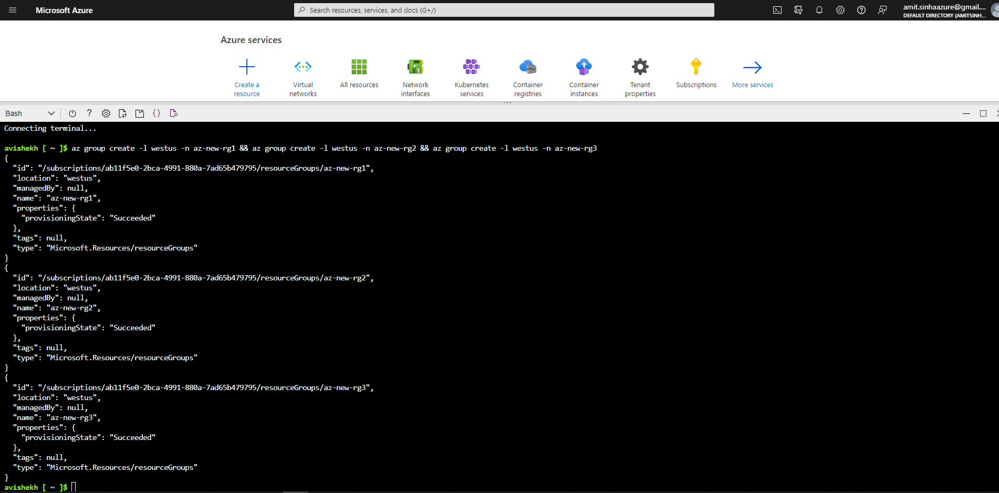 Microsoft Azure
Search resources, services, and docs (G+/)
amit.sinhaazure@gmail....
DEFAULT DIRECTORY (AMITSINH...
Azure services
Create a resource
Virtual networks
All resources
Network interfaces
Kubernetes services
Container registries
Container instances
Tenant properties
Subscriptions
More services
Bash
Connecting terminal...
avishekh [ ~ ]$ az group create -l westus -n az-new-rg1 && az group create -l westus -n az-new-rg2 && az group create -l westus -n az-new-rg3
{
  "id": "/subscriptions/ab11f5e0-2bca-4991-880a-7ad65b479795/resourceGroups/az-new-rg1",
  "location": "westus",
  "managedBy": null,
  "name": "az-new-rg1",
  "properties": {
    "provisioningState": "Succeeded"
  },
  "tags": null,
  "type": "Microsoft.Resources/resourceGroups"
}
{
  "id": "/subscriptions/ab11f5e0-2bca-4991-880a-7ad65b479795/resourceGroups/az-new-rg2",
  "location": "westus",
  "managedBy": null,
  "name": "az-new-rg2",
  "properties": {
    "provisioningState": "Succeeded"
  },
  "tags": null,
  "type": "Microsoft.Resources/resourceGroups"
}
{
  "id": "/subscriptions/ab11f5e0-2bca-4991-880a-7ad65b479795/resourceGroups/az-new-rg3",
  "location": "westus",
  "managedBy": null,
  "name": "az-new-rg3",
  "properties": {
    "provisioningState": "Succeeded"
  },
  "tags": null,
  "type": "Microsoft.Resources/resourceGroups"
}
avishekh [ ~ ]$